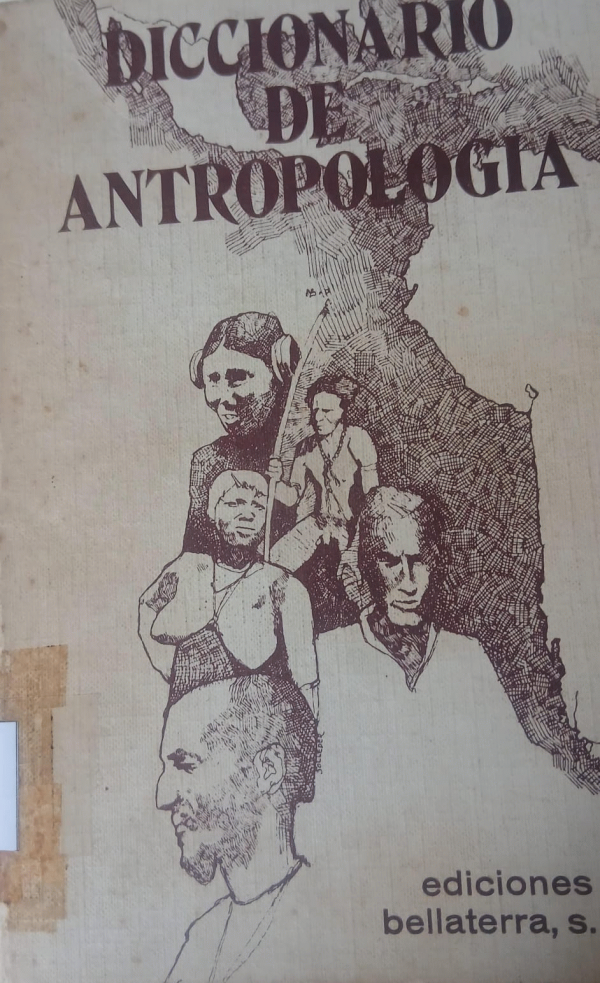 DICCIONARIO
DE
ANTROPOLOGIA
ediciones
bellaterra, s.